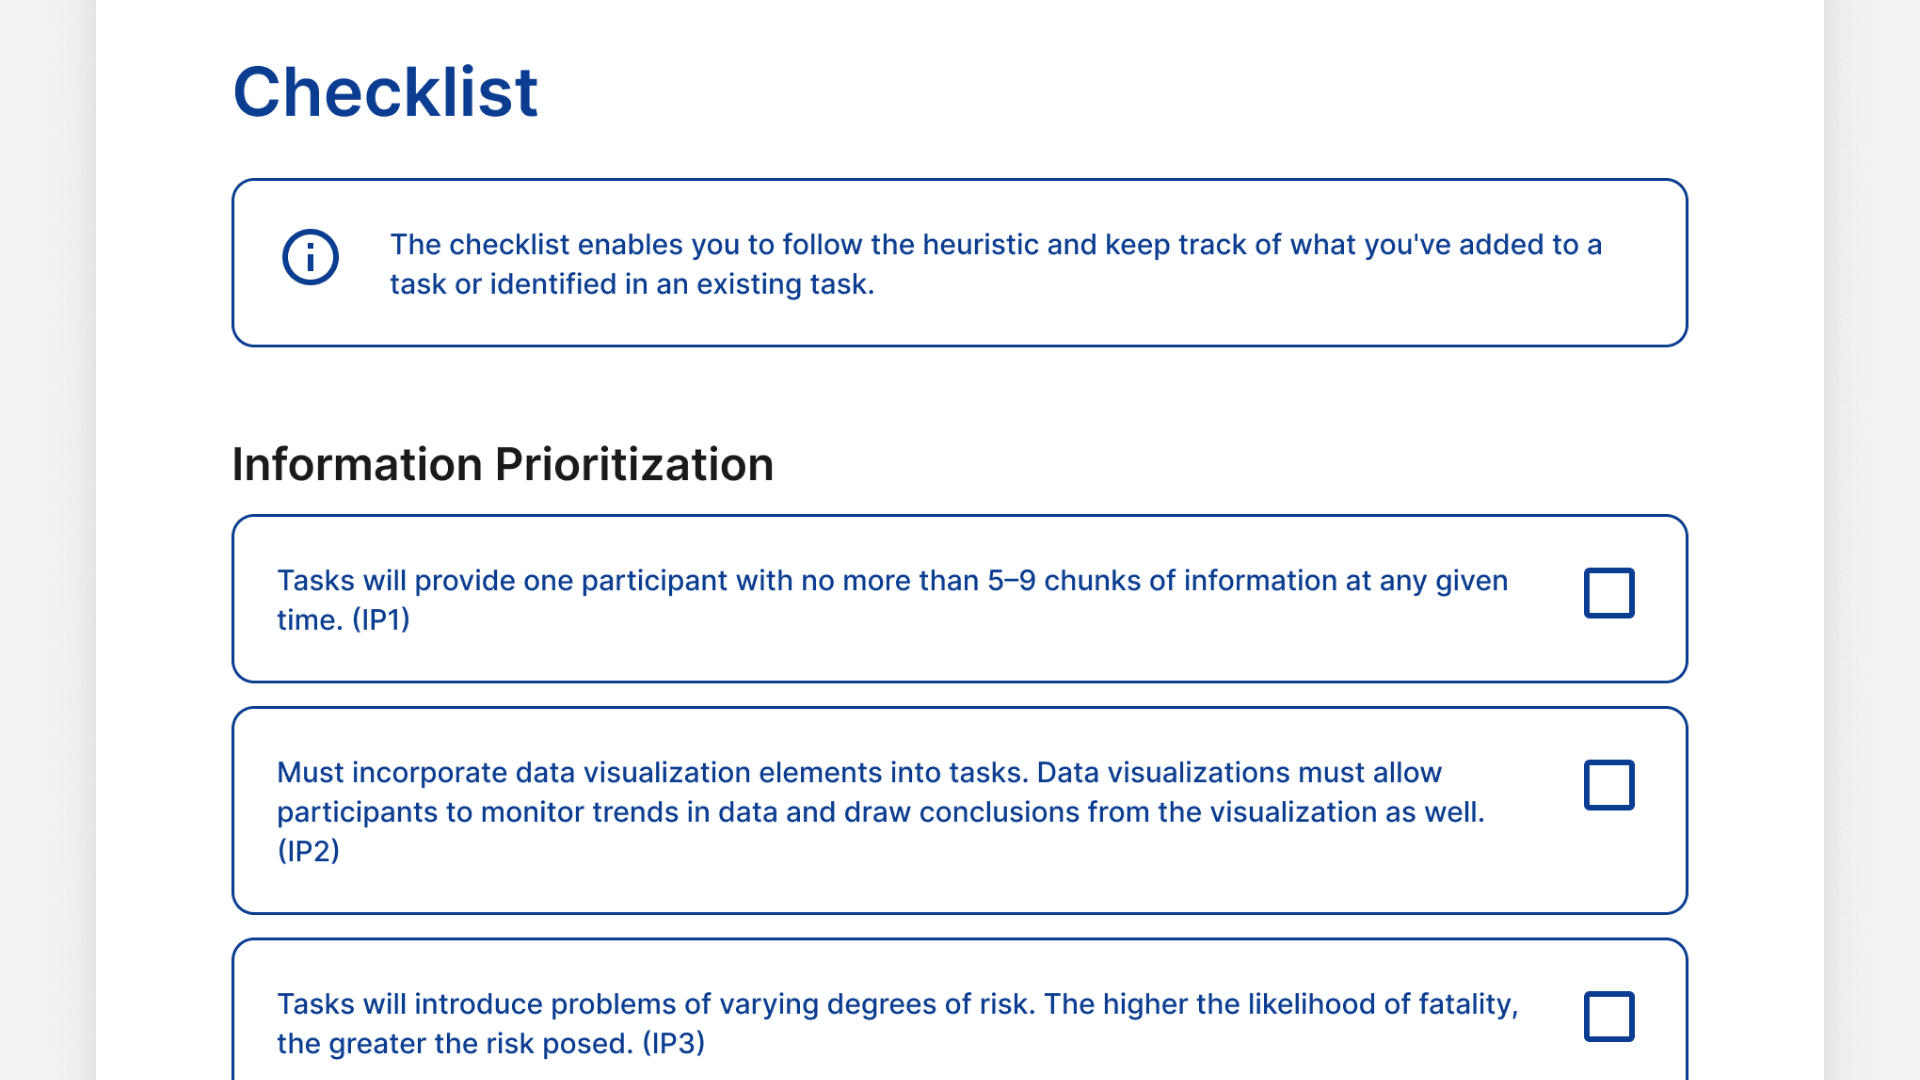 Checklist
The checklist enables you to follow the heuristic and keep track of what you've added to a
task or identified in an existing task.
Information Prioritization
Tasks will provide one participant with no more than 5–9 chunks of information at any given
time. (IP1)
Must incorporate data visualization elements into tasks. Data visualizations must allow
participants to monitor trends in data and draw conclusions from the visualization as well.
(IP2)
Tasks will introduce problems of varying degrees of risk. The higher the likelihood of fatality,
the greater the risk posed. (IP3)